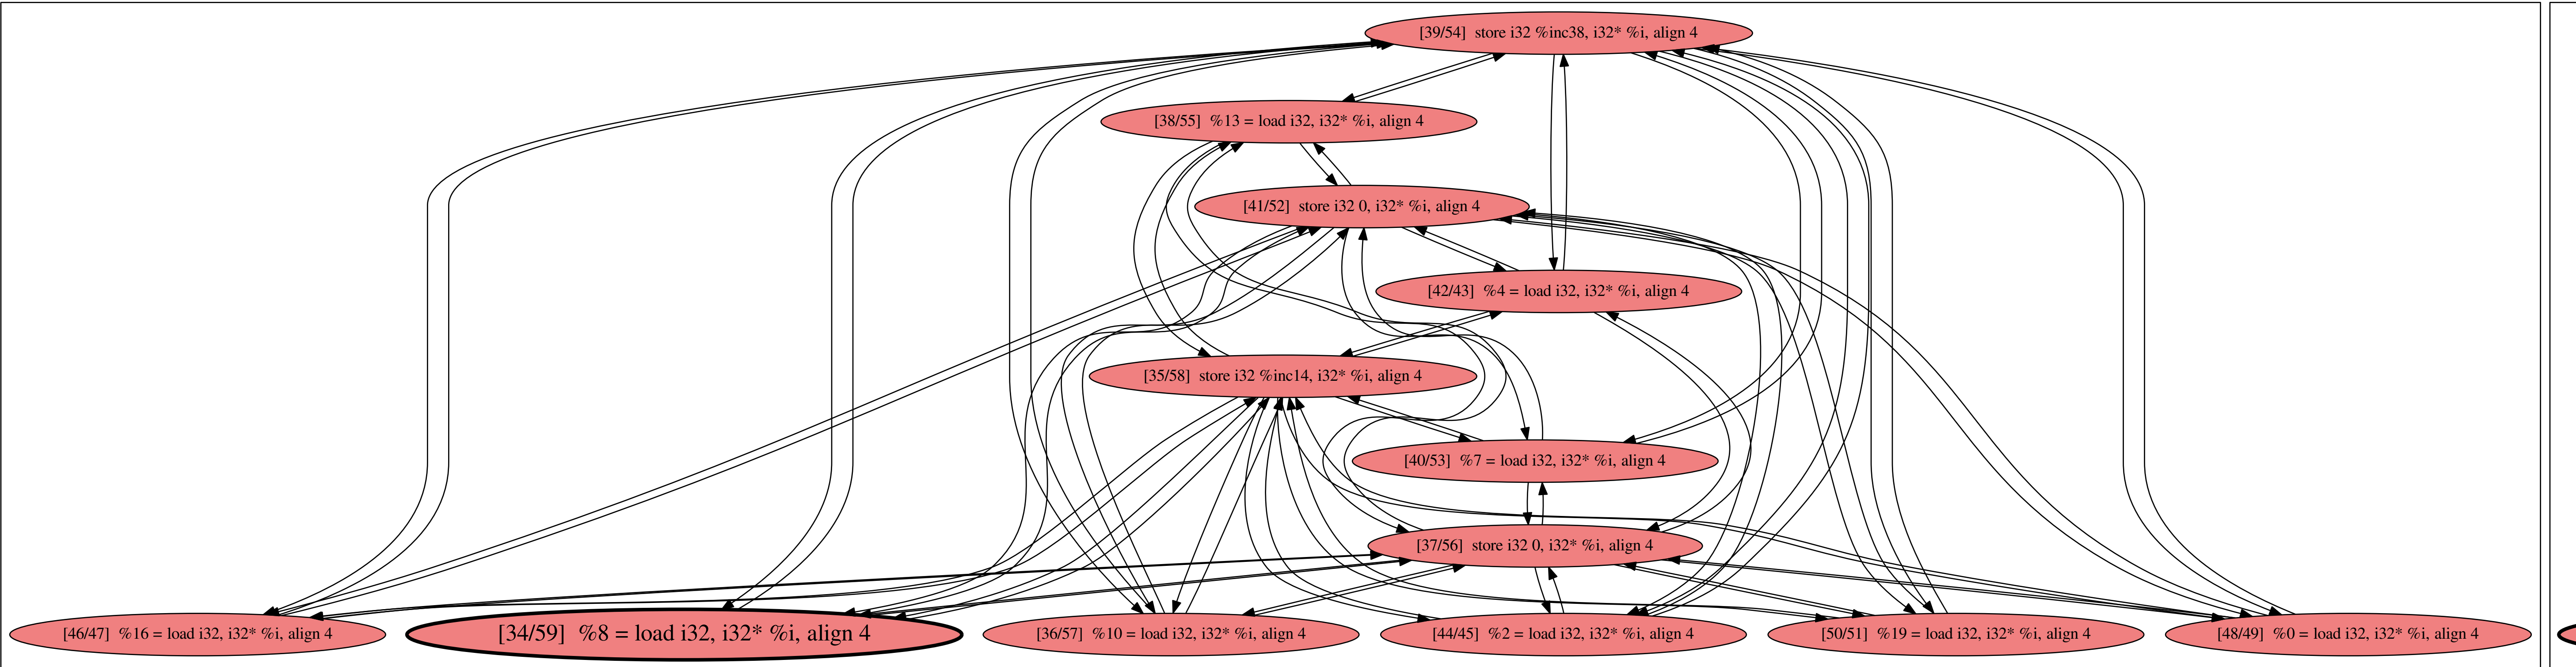 [39/54]  store i32 %inc38, i32* %i, align 4
[38/55]  %13 = load i32, i32* %i, align 4
[41/52]  store i32 0, i32* %i, align 4
[42/43]  %4 = load i32, i32* %i, align 4
[35/58]  store i32 %inc14, i32* %i, align 4
[40/53]  %7 = load i32, i32* %i, align 4
[37/56]  store i32 0, i32* %i, align 4
[46/47]  %16 = load i32, i32* %i, align 4
[34/59]  %8 = load i32, i32* %i, align 4
[36/57]  %10 = load i32, i32* %i, align 4
[44/45]  %2 = load i32, i32* %i, align 4
[50/51]  %19 = load i32, i32* %i, align 4
[48/49]  %0 = load i32, i32* %i, align 4